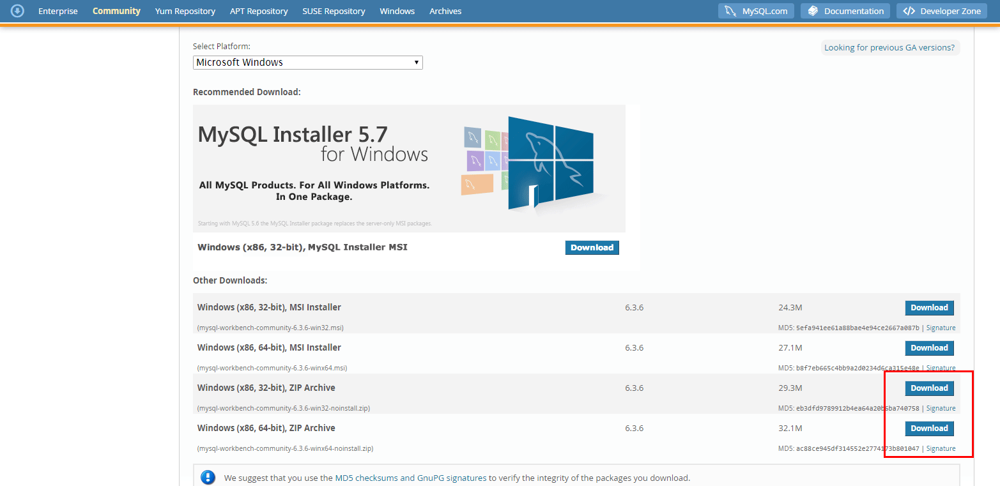 Enterprise Community Yum Repository APT Repository SUSE Repository Windows Archives MySQL.com Documentation Developer Zone
Select Platform:
Looking for previous GA versions?
Microsoft Windows
Recommended Download:
MySQL Installer 5.7
for Windows
All MySQL Products. For All Windows Platforms.
In One Package.
Starting with MySQL 5.6 the MySQL Installer package replaces the server-only MSI packages.
Windows (x86, 32-bit), MySQL Installer MSI Download
Other Downloads:
Windows (x86, 32-bit), MSI Installer 6.3.6 24.3M Download
(mysql-workbench-community-6.3.6-win32.msi) MD5: 5efa941ee61a88bae4e94ce2667a087b | Signature
Windows (x86, 64-bit), MSI Installer 6.3.6 27.1M Download
(mysql-workbench-community-6.3.6-winx64.msi) MD5: b8f7eb665c4bb9a2d0234d6ca315e48e | Signature
Windows (x86, 32-bit), ZIP Archive 6.3.6 29.3M Download
(mysql-workbench-community-6.3.6-win32-noinstall.zip) MD5: eb3dfd9789912b4ea64a20b6ba740758 | Signature
Windows (x86, 64-bit), ZIP Archive 6.3.6 32.1M Download
(mysql-workbench-community-6.3.6-winx64-noinstall.zip) MD5: ac88ce945df314552e2774173b801047 | Signature
We suggest that you use the MD5 checksums and GnuPG signatures to verify the integrity of the packages you download.